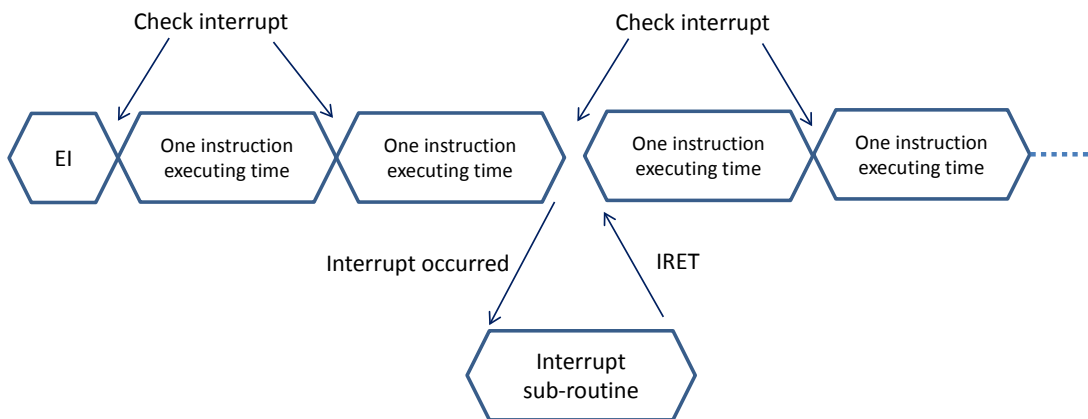 Check interrupt
Check interrupt
EI
One instruction
executing time
One instruction
executing time
One instruction
executing time
One instruction
executing time
Interrupt occurred
IRET
Interrupt
sub-routine